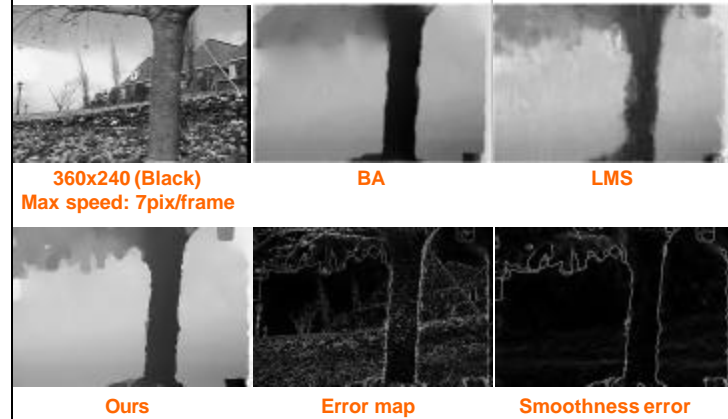 360x240 (Black)
Max speed: 7pix/frame
BA
LMS
Ours
Error map
Smoothness error